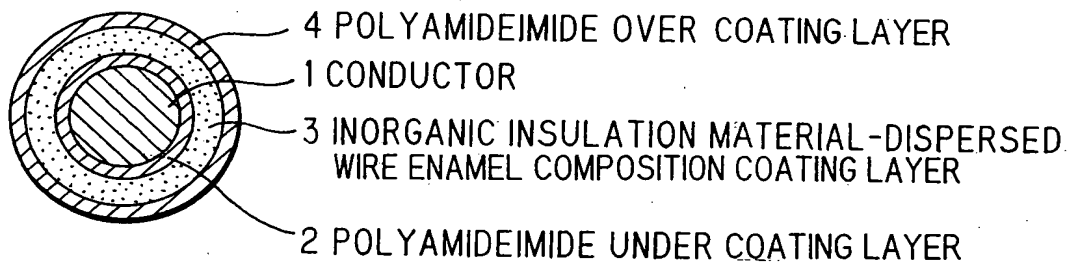 4 POLYAMIDEIMIDE OVER COATING LAYER
1 CONDUCTOR
3 INORGANIC INSULATION MATERIAL-DISPERSED
WIRE ENAMEL COMPOSITION COATING LAYER
2 POLYAMIDEIMIDE UNDER COATING LAYER